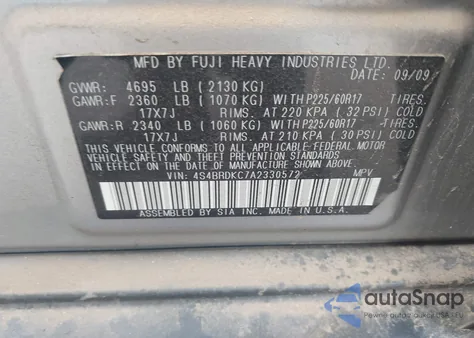 MFD BY FUJI HEAVY INDUSTRIES LTD.
DATE: 09/09
GVWR: 4695 LB (2130 KG)
GAWR:F 2360 LB (1070 KG) WITH P225/60R17 TIRES.
17X7J RIMS. AT 220 KPA (32 PSI) COLD
GAWR:R 2340 LB (1060 KG) WITH P225/60R17 TIRES.
17X7J RIMS. AT 210 KPA (30 PSI) COLD
THIS VEHICLE CONFORMS TO ALL APPLICABLE FEDERAL MOTOR
VEHICLE SAFETY STANDARDS IN EFFECT ON THE DATE OF
MANUFACTURE SHOWN ABOVE.
VIN: 4S4BRDKC7A2330572 MPV
ASSEMBLED BY SIA INC. MADE IN U.S.A.
autoSnap